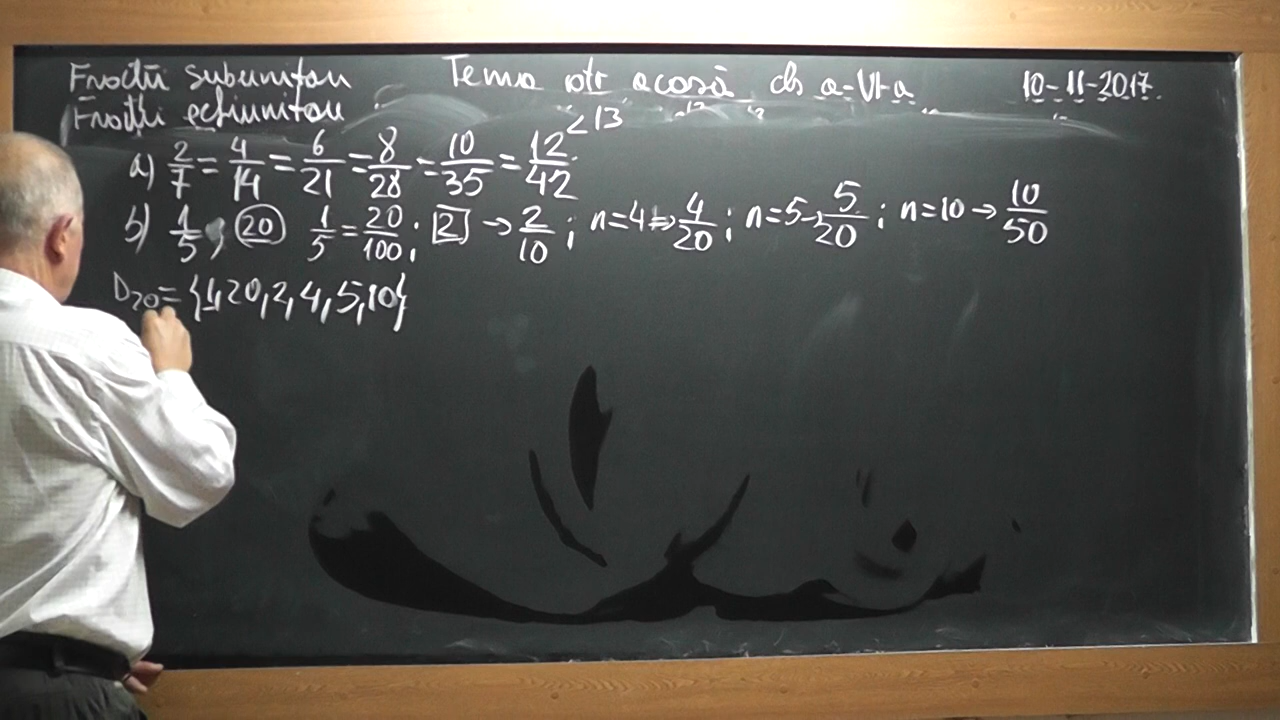 Fracții subunitare Tema ptr acasă cls a-VI-a 10-11-2017.
Fracții echiunitare
<13
a) 2/7 = 4/14 = 6/21 = 8/28 = 10/35 = 12/42.
b) 1/5, 20 1/5 = 20/100; 2 → 2/10; n=4 ⇒ 4/20; n=5 → 5/20; n=10 → 10/50
D20 = {1,20,2,4,5,10}